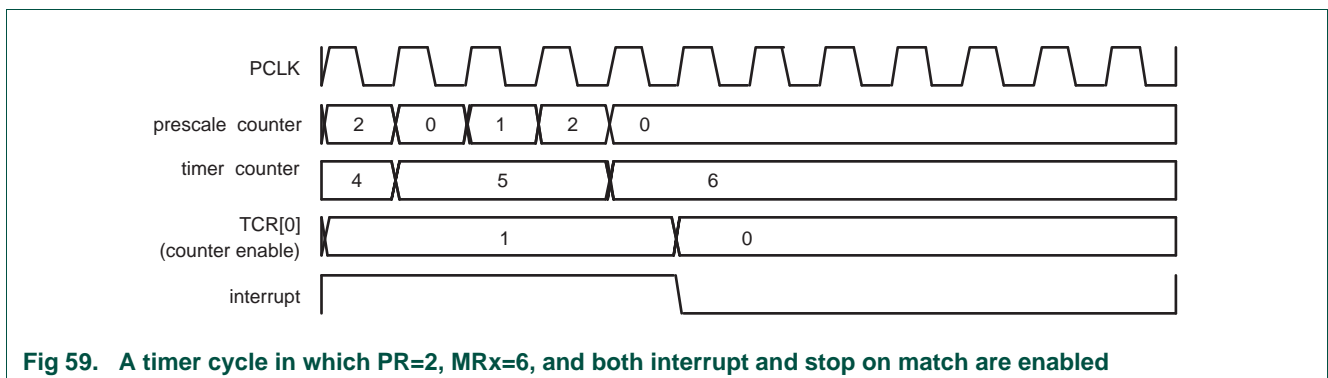 PCLK
prescale counter 2 0 1 2 0
timer counter 4 5 6
TCR[0]
(counter enable) 1 0
interrupt
Fig 59. A timer cycle in which PR=2, MRx=6, and both interrupt and stop on match are enabled